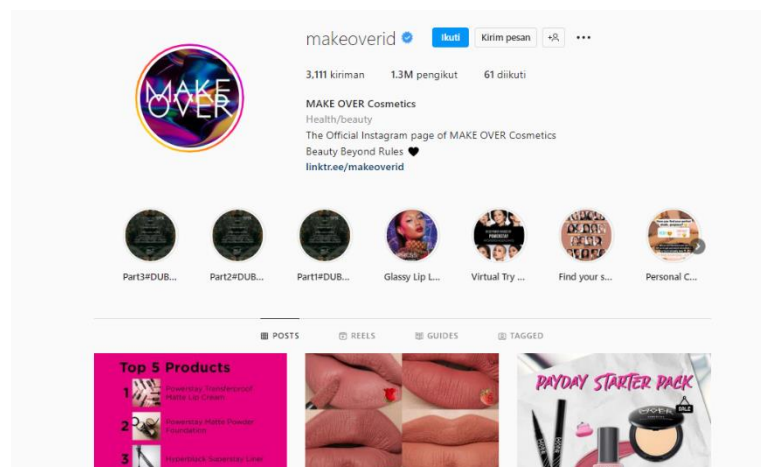 makeoverid
Ikuti
Kirim pesan
3.111 kiriman 1.3M pengikut 61 diikuti
MAKE OVER Cosmetics
Health/beauty
The Official Instagram page of MAKE OVER Cosmetics
Beauty Beyond Rules 🖤
linktr.ee/makeoverid
MAKE
OVER
Part3#DUB...
Part2#DUB...
Part1#DUB...
Glassy Lip L...
Virtual Try ...
Find your s...
Personal C...
POSTS
REELS
GUIDES
TAGGED
Top 5 Products
1 Powerstay Transferproof
Matte Lip Cream
2 Powerstay Matte Powder
Foundation
3 Hyperblack Superstay Liner
PAYDAY STARTER PACK
SALE